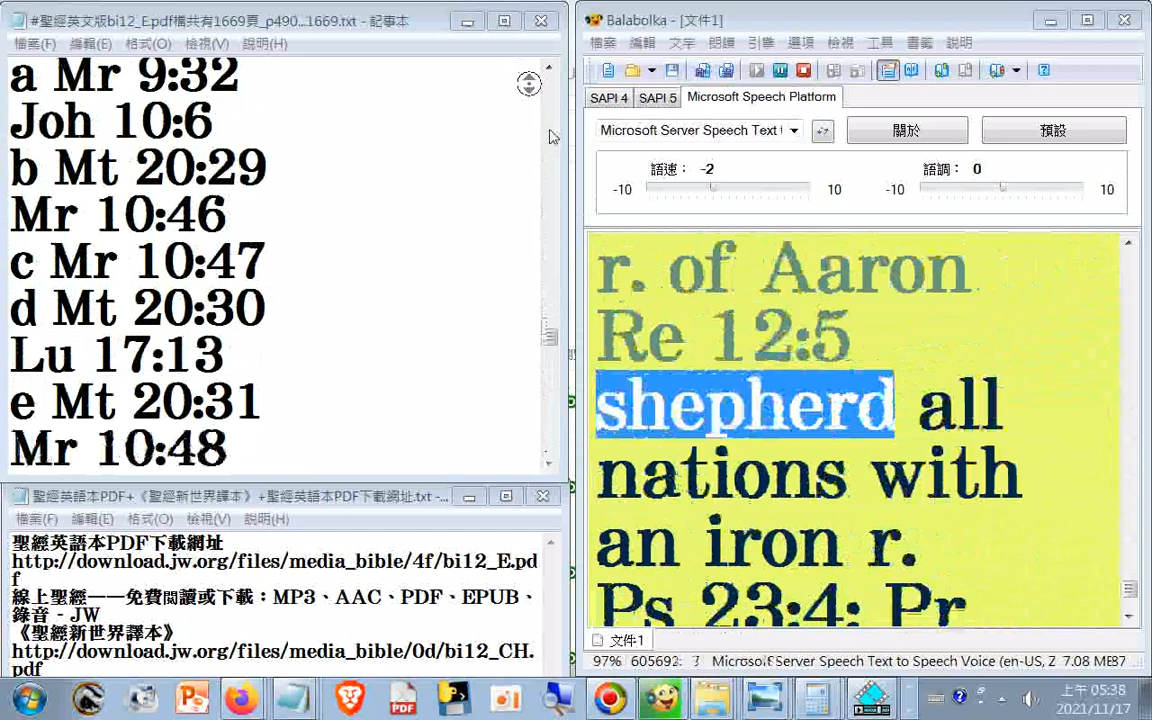 #聖經英文版bi12_E.pdf檔共有1669頁_p490...1669.txt - 記事本
檔案(F) 編輯(E) 格式(O) 檢視(V) 說明(H)
a Mr 9:32
Joh 10:6
b Mt 20:29
Mr 10:46
c Mr 10:47
d Mt 20:30
Lu 17:13
e Mt 20:31
Mr 10:48
聖經英語本PDF+《聖經新世界譯本》+聖經英語本PDF下載網址.txt - ...
檔案(F) 編輯(E) 格式(O) 檢視(V) 說明(H)
聖經英語本PDF下載網址
http://download.jw.org/files/media_bible/4f/bi12_E.pd
f
線上聖經——免費閱讀或下載：MP3、AAC、PDF、EPUB、
錄音 - JW
《聖經新世界譯本》
http://download.jw.org/files/media_bible/0d/bi12_CH.
pdf
Balabolka - [文件1]
檔案 編輯 文字 朗讀 引擎 選項 檢視 工具 書籤 說明
SAPI 4 SAPI 5 Microsoft Speech Platform
Microsoft Server Speech Text t 關於 預設
語速： -2 語調： 0
-10 10 -10 10
r. of Aaron
Re 12:5
shepherd all
nations with
an iron r.
Ps 23:4; Pr
文件1
97% Microsoft Server Speech Text to Speech Voice (en-US, Z 7.08 MB
上午 05:38
2021/11/17